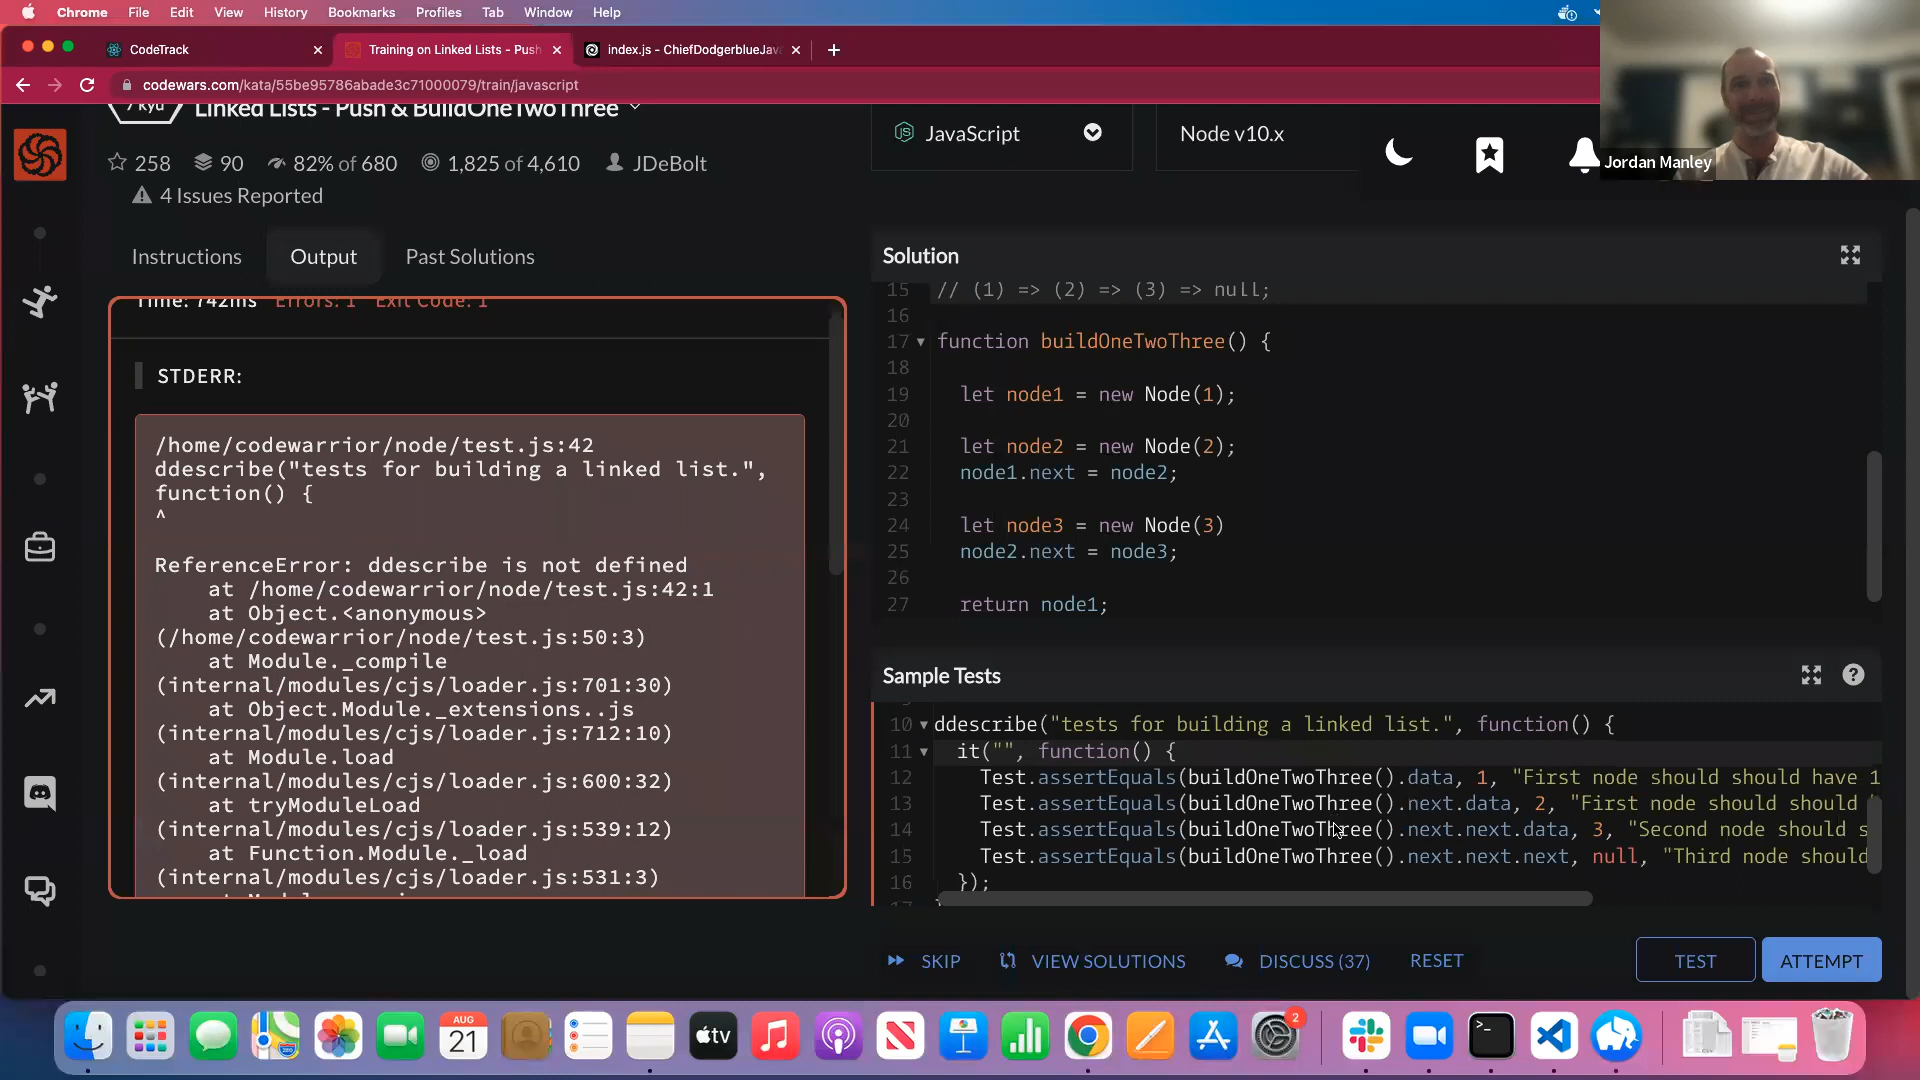 Chrome File Edit View History Bookmarks Profiles Tab Window Help
CodeTrack
Training on Linked Lists - Push
index.js - ChiefDodgerblueJav
codewars.com/kata/55be95786abade3c71000079/train/javascript
7 kyu
Linked Lists - Push & BuildOneTwoThree
258 90 82% of 680 1,825 of 4,610 JDeBolt
4 Issues Reported
JavaScript
Node v10.x
Jordan Manley
Instructions Output Past Solutions
Time: 742ms Errors: 1 Exit Code: 1
STDERR:
/home/codewarrior/node/test.js:42
ddescribe("tests for building a linked list.",
function() {
^
ReferenceError: ddescribe is not defined
at /home/codewarrior/node/test.js:42:1
at Object.<anonymous>
(/home/codewarrior/node/test.js:50:3)
at Module._compile
(internal/modules/cjs/loader.js:701:30)
at Object.Module._extensions..js
(internal/modules/cjs/loader.js:712:10)
at Module.load
(internal/modules/cjs/loader.js:600:32)
at tryModuleLoad
(internal/modules/cjs/loader.js:539:12)
at Function.Module._load
(internal/modules/cjs/loader.js:531:3)
Solution
15 // (1) => (2) => (3) => null;
16
17 function buildOneTwoThree() {
18
19 let node1 = new Node(1);
20
21 let node2 = new Node(2);
22 node1.next = node2;
23
24 let node3 = new Node(3)
25 node2.next = node3;
26
27 return node1;
Sample Tests
10 ddescribe("tests for building a linked list.", function() {
11 it("", function() {
12 Test.assertEquals(buildOneTwoThree().data, 1, "First node should should have 1
13 Test.assertEquals(buildOneTwoThree().next.data, 2, "First node should should
14 Test.assertEquals(buildOneTwoThree().next.next.data, 3, "Second node should s
15 Test.assertEquals(buildOneTwoThree().next.next.next, null, "Third node should
16 });
SKIP VIEW SOLUTIONS DISCUSS (37) RESET TEST ATTEMPT
AUG
21
tv
2